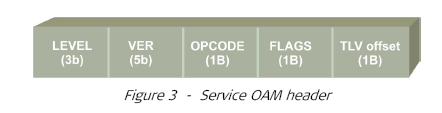 LEVEL VER OPCODE FLAGS TLV offset
(3b) (5b) (1B) (1B) (1B)
Figure 3 - Service OAM header